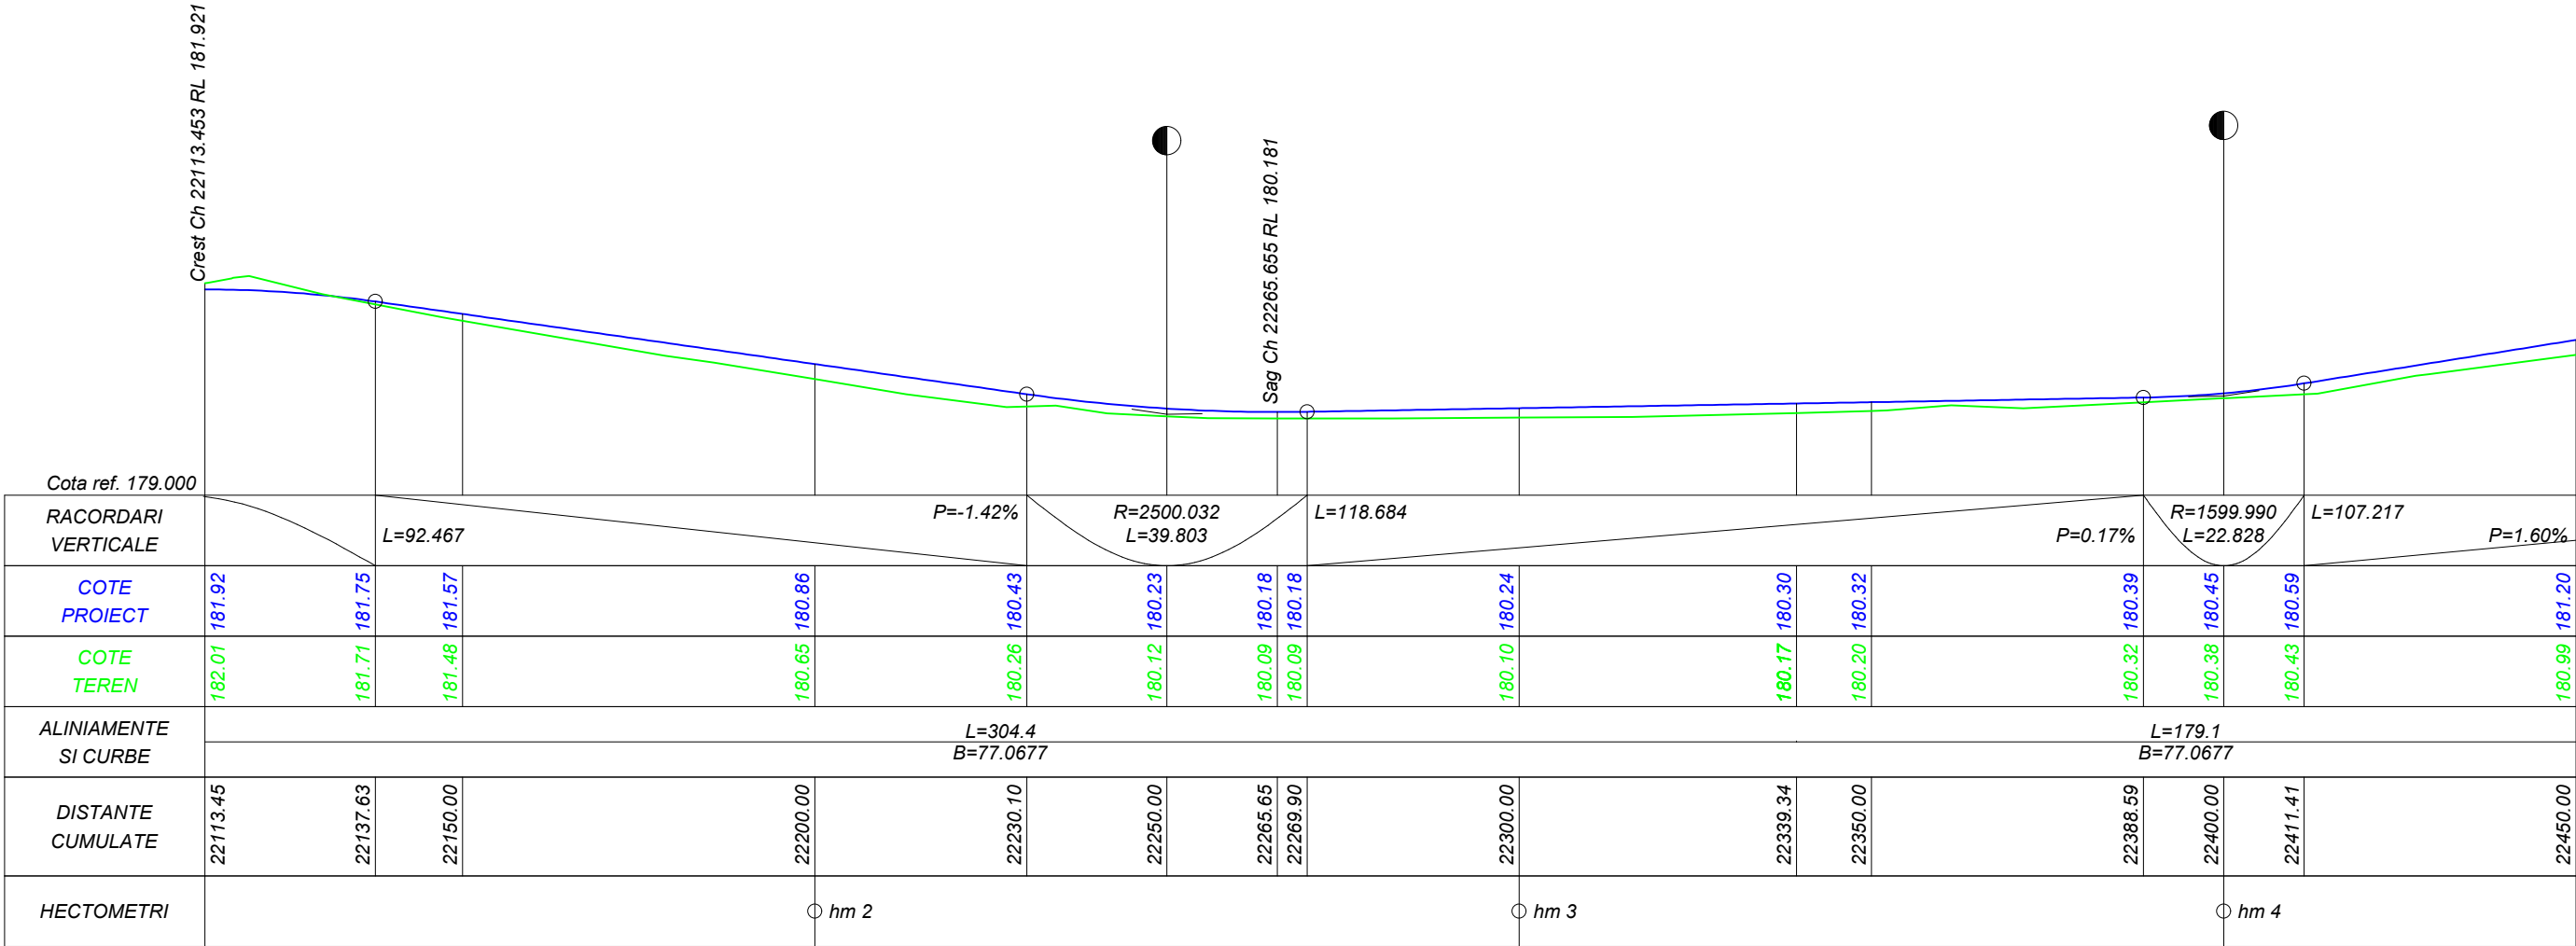 Crest Ch 22113.453 RL 181.921
Sag Ch 22265.655 RL 180.181
Cota ref. 179.000
RACORDARI
VERTICALE
L=92.467
P=-1.42%
R=2500.032
L=39.803
L=118.684
P=0.17%
R=1599.990
L=22.828
L=107.217
P=1.60%
COTE
PROIECT
181.92 181.75 181.57 180.86 180.43 180.23 180.18 180.18 180.24 180.30 180.32 180.39 180.45 180.59 181.20
COTE
TEREN
182.01 181.71 181.48 180.65 180.26 180.12 180.09 180.09 180.10 180.17 180.20 180.32 180.38 180.43 180.99
ALINIAMENTE
SI CURBE
L=304.4
B=77.0677
L=179.1
B=77.0677
DISTANTE
CUMULATE
22113.45 22137.63 22150.00 22200.00 22230.10 22250.00 22265.65 22269.90 22300.00 22339.34 22350.00 22388.59 22400.00 22411.41 22450.00
HECTOMETRI
hm 2
hm 3
hm 4